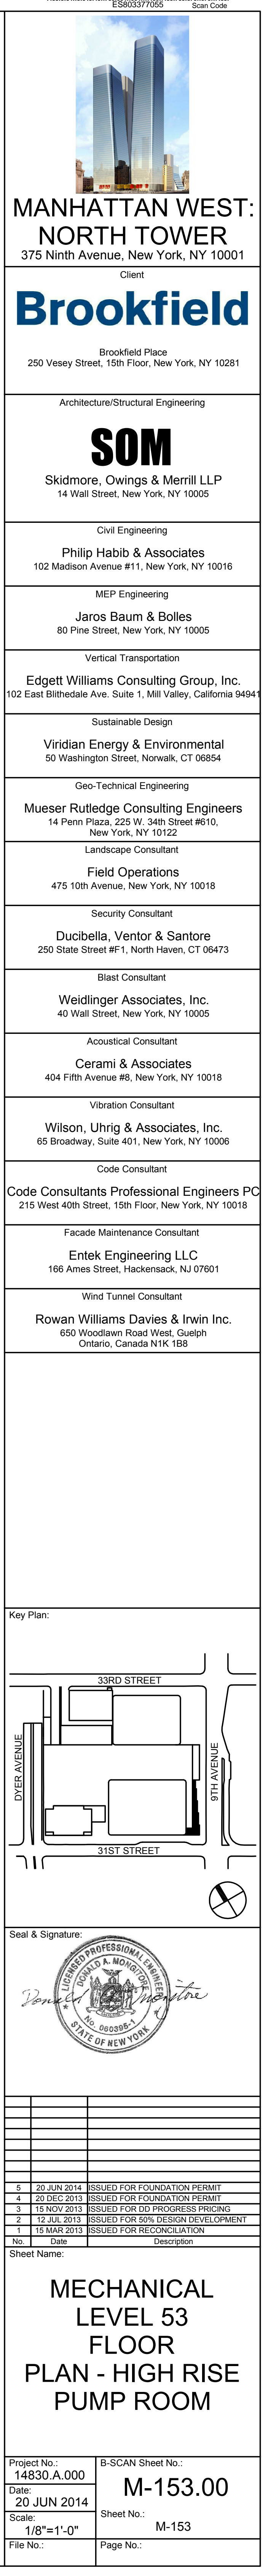 ES803377055
Scan Code
MANHATTAN WEST:
NORTH TOWER
375 Ninth Avenue, New York, NY 10001
Client
Brookfield
Brookfield Place
250 Vesey Street, 15th Floor, New York, NY 10281
Architecture/Structural Engineering
SOM
Skidmore, Owings & Merrill LLP
14 Wall Street, New York, NY 10005
Civil Engineering
Philip Habib & Associates
102 Madison Avenue #11, New York, NY 10016
MEP Engineering
Jaros Baum & Bolles
80 Pine Street, New York, NY 10005
Vertical Transportation
Edgett Williams Consulting Group, Inc.
102 East Blithedale Ave. Suite 1, Mill Valley, California 94941
Sustainable Design
Viridian Energy & Environmental
50 Washington Street, Norwalk, CT 06854
Geo-Technical Engineering
Mueser Rutledge Consulting Engineers
14 Penn Plaza, 225 W. 34th Street #610,
New York, NY 10122
Landscape Consultant
Field Operations
475 10th Avenue, New York, NY 10018
Security Consultant
Ducibella, Ventor & Santore
250 State Street #F1, North Haven, CT 06473
Blast Consultant
Weidlinger Associates, Inc.
40 Wall Street, New York, NY 10005
Acoustical Consultant
Cerami & Associates
404 Fifth Avenue #8, New York, NY 10018
Vibration Consultant
Wilson, Uhrig & Associates, Inc.
65 Broadway, Suite 401, New York, NY 10006
Code Consultant
Code Consultants Professional Engineers PC
215 West 40th Street, 15th Floor, New York, NY 10018
Facade Maintenance Consultant
Entek Engineering LLC
166 Ames Street, Hackensack, NJ 07601
Wind Tunnel Consultant
Rowan Williams Davies & Irwin Inc.
650 Woodlawn Road West, Guelph
Ontario, Canada N1K 1B8
Key Plan:
33RD STREET
DYER AVENUE
9TH AVENUE
31ST STREET
Seal & Signature:
LICENSED PROFESSIONAL ENGINEER
DONALD A. MONGITORE
No. 060395-1
STATE OF NEW YORK
Donald A Mongitore
5 20 JUN 2014 ISSUED FOR FOUNDATION PERMIT
4 20 DEC 2013 ISSUED FOR FOUNDATION PERMIT
3 15 NOV 2013 ISSUED FOR DD PROGRESS PRICING
2 12 JUL 2013 ISSUED FOR 50% DESIGN DEVELOPMENT
1 15 MAR 2013 ISSUED FOR RECONCILIATION
No. Date Description
Sheet Name:
MECHANICAL
LEVEL 53
FLOOR
PLAN - HIGH RISE
PUMP ROOM
Project No.:
14830.A.000
Date:
20 JUN 2014
Scale:
1/8"=1'-0"
File No.:
B-SCAN Sheet No.:
M-153.00
Sheet No.:
M-153
Page No.: